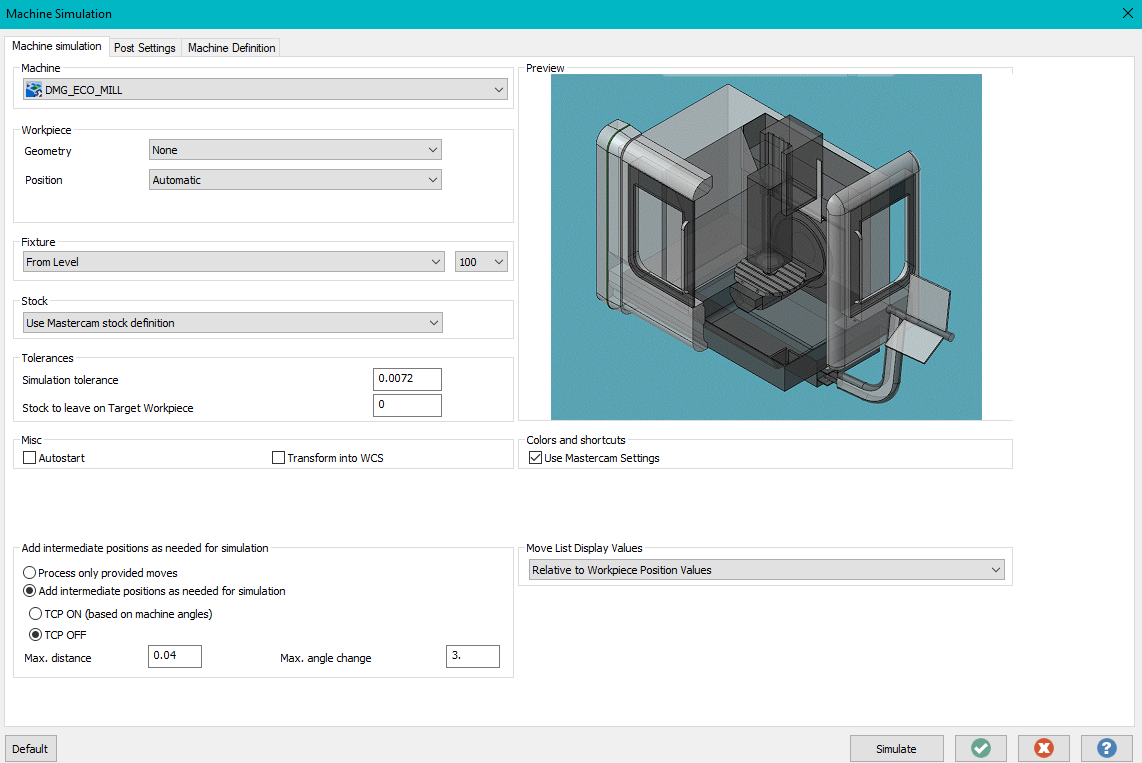 Machine Simulation
Machine simulation Post Settings Machine Definition
Machine
DMG_ECO_MILL
Workpiece
Geometry None
Position Automatic
Fixture
From Level 100
Stock
Use Mastercam stock definition
Tolerances
Simulation tolerance 0.0072
Stock to leave on Target Workpiece 0
Misc
Autostart Transform into WCS
Preview
Colors and shortcuts
Use Mastercam Settings
Add intermediate positions as needed for simulation
Process only provided moves
Add intermediate positions as needed for simulation
TCP ON (based on machine angles)
TCP OFF
Max. distance 0.04 Max. angle change 3.
Move List Display Values
Relative to Workpiece Position Values
Default Simulate